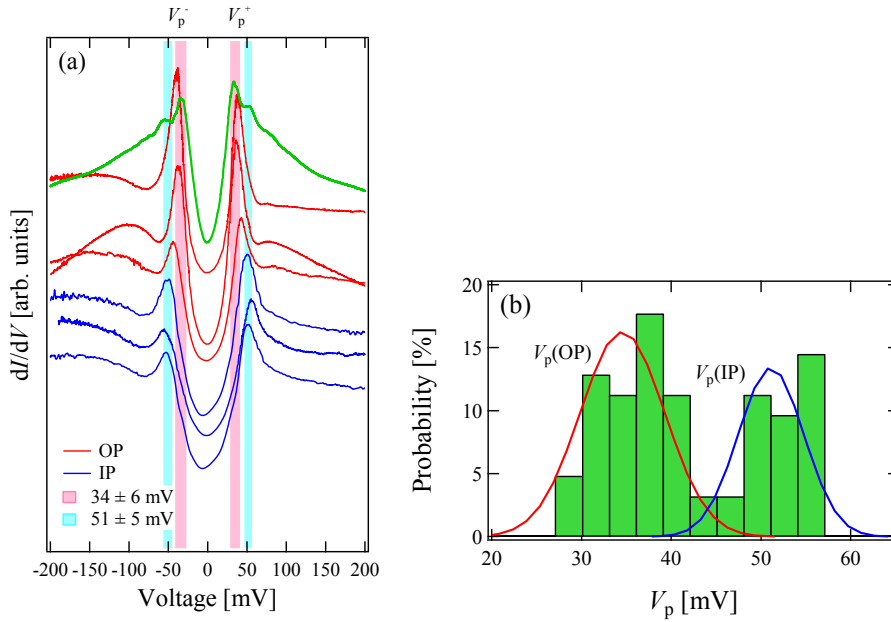 Vp- Vp+
(a)
dI/dV [arb. units]
OP
IP
34 ± 6 mV
51 ± 5 mV
-200 -150 -100 -50 0 50 100 150 200
Voltage [mV]
(b)
20
15
10
5
0
Probability [%]
Vp(OP)
Vp(IP)
20 30 40 50 60
Vp [mV]